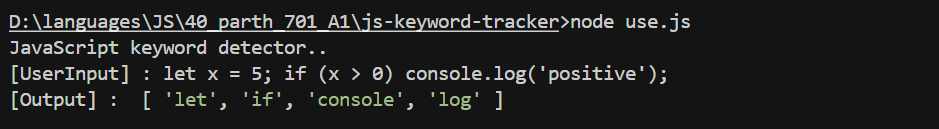 D:\languages\JS\40_parth_701_A1\js-keyword-tracker>node use.js
JavaScript keyword detector..
[UserInput] : let x = 5; if (x > 0) console.log('positive');
[Output] :  [ 'let', 'if', 'console', 'log' ]